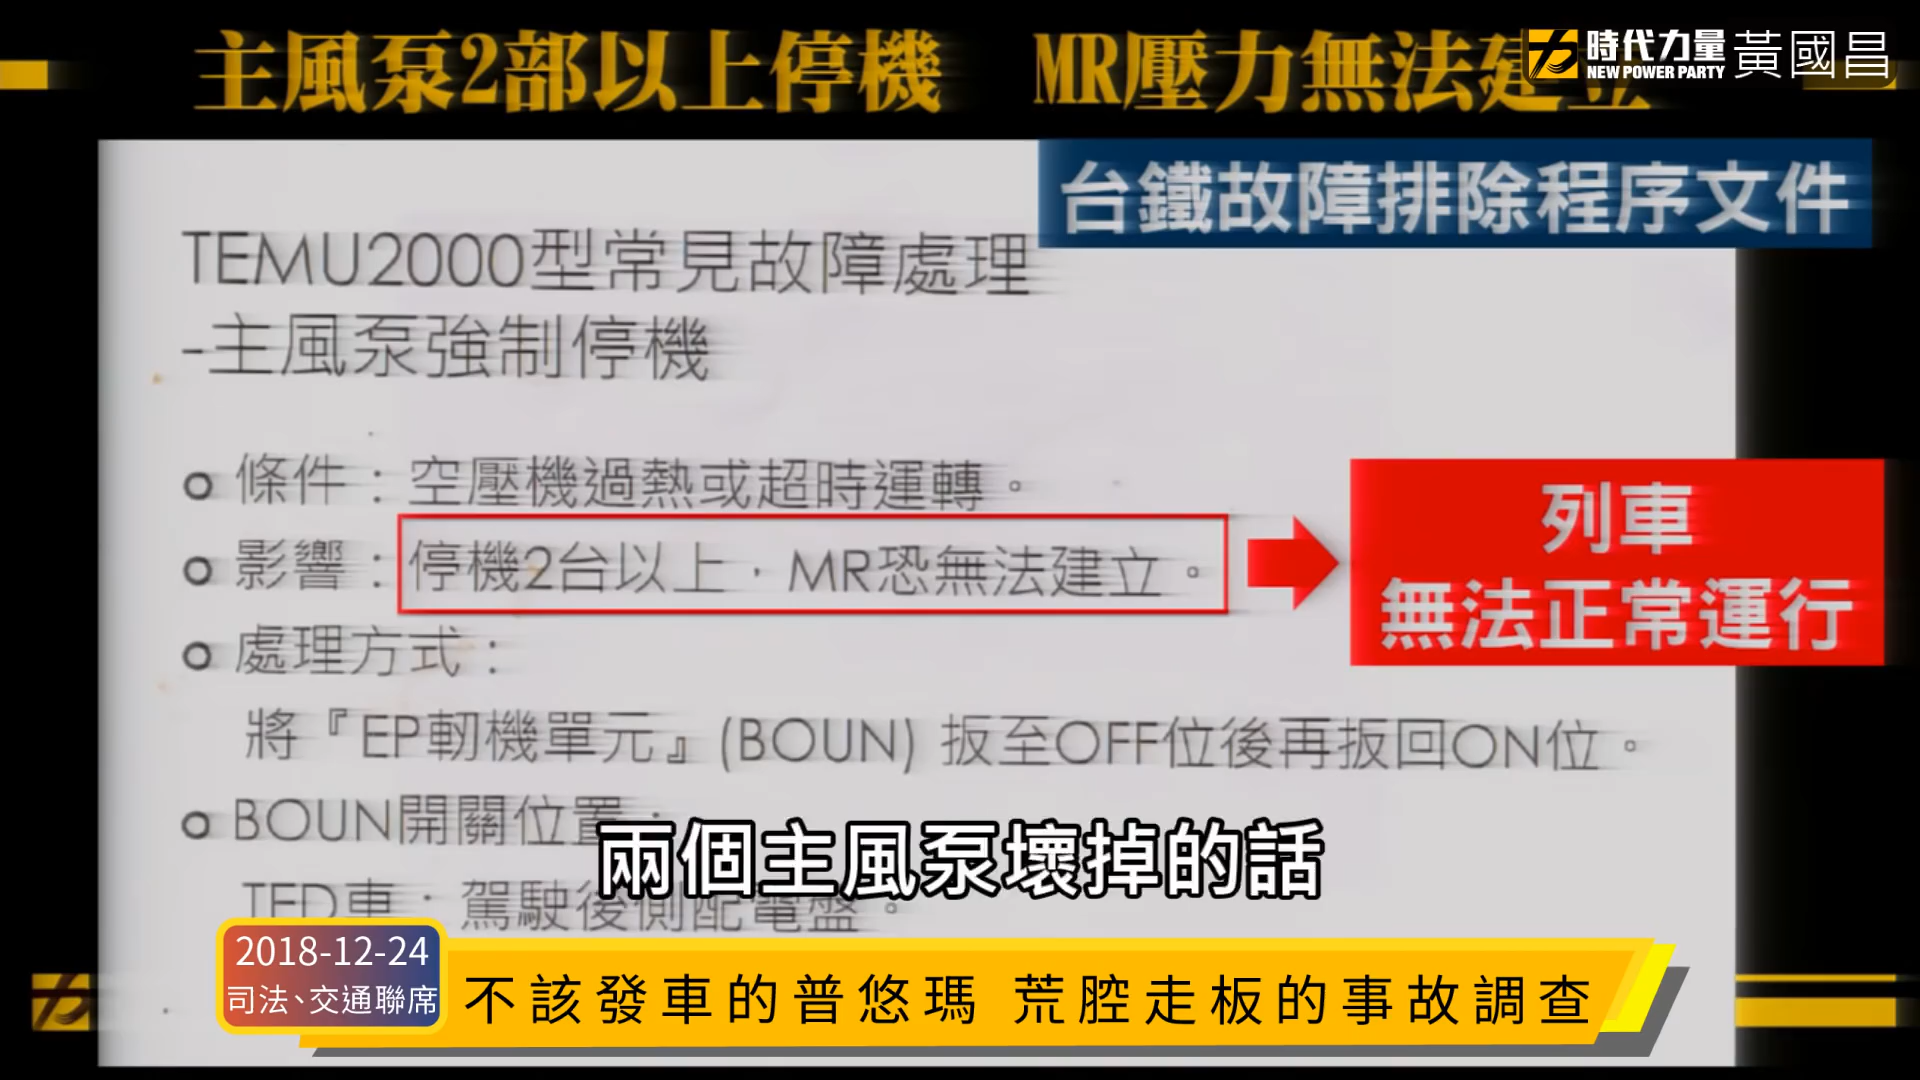 主風泵2部以上停機 MR壓力無法建立
時代力量
NEW POWER PARTY
黃國昌
台鐵故障排除程序文件
TEMU2000型常見故障處理
-主風泵強制停機
條件：空壓機過熱或超時運轉。
影響：停機2台以上，MR恐無法建立。
列車
無法正常運行
處理方式：
將『EP軔機單元』(BOUN) 扳至OFF位後再扳回ON位。
BOUN開關位置：
兩個主風泵壞掉的話
TED車：駕駛後側配電盤。
2018-12-24
司法、交通聯席
不該發車的普悠瑪 荒腔走板的事故調查